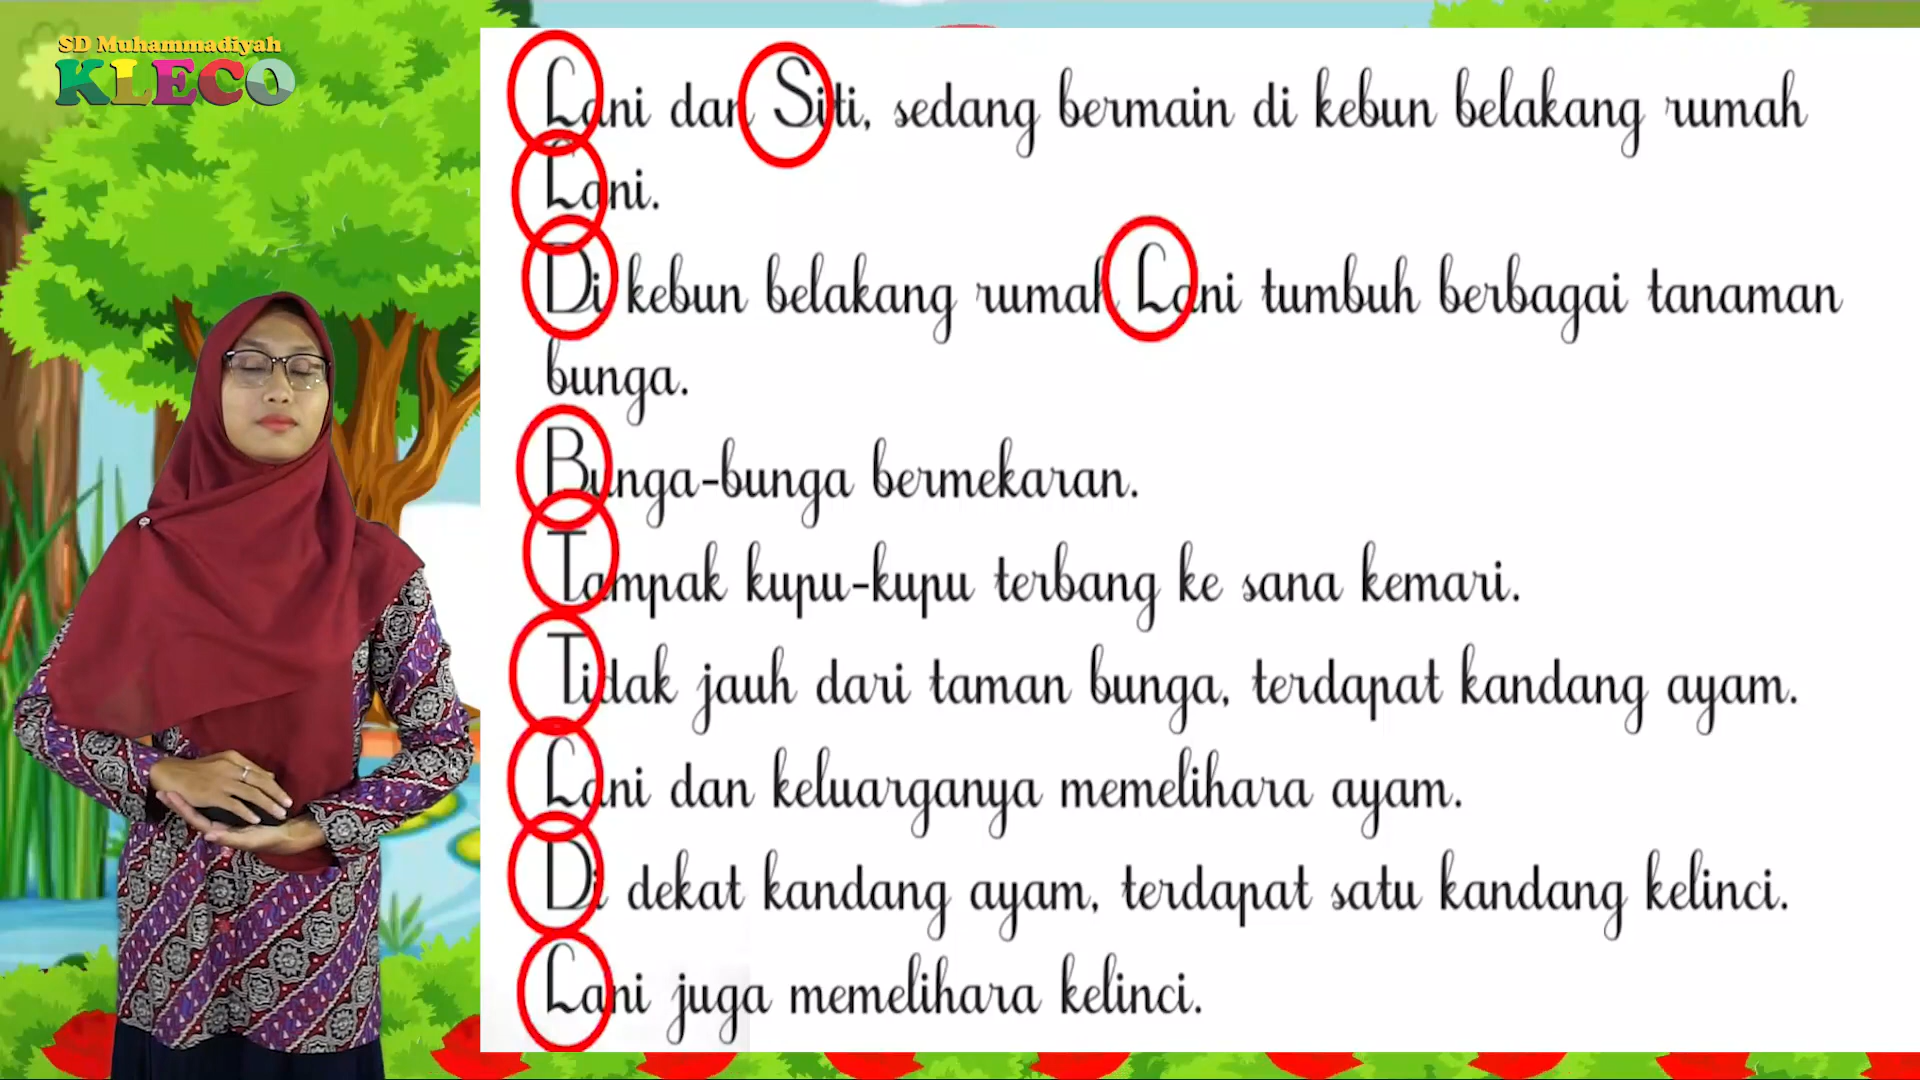 SD Muhammadiyah
KLECO
Lani dan Siti, sedang bermain di kebun belakang rumah
Lani.
Di kebun belakang rumah Lani tumbuh berbagai tanaman
bunga.
Bunga-bunga bermekaran.
Tampak kupu-kupu terbang ke sana kemari.
Tidak jauh dari taman bunga, terdapat kandang ayam.
Lani dan keluarganya memelihara ayam.
Di dekat kandang ayam, terdapat satu kandang kelinci.
Lani juga memelihara kelinci.